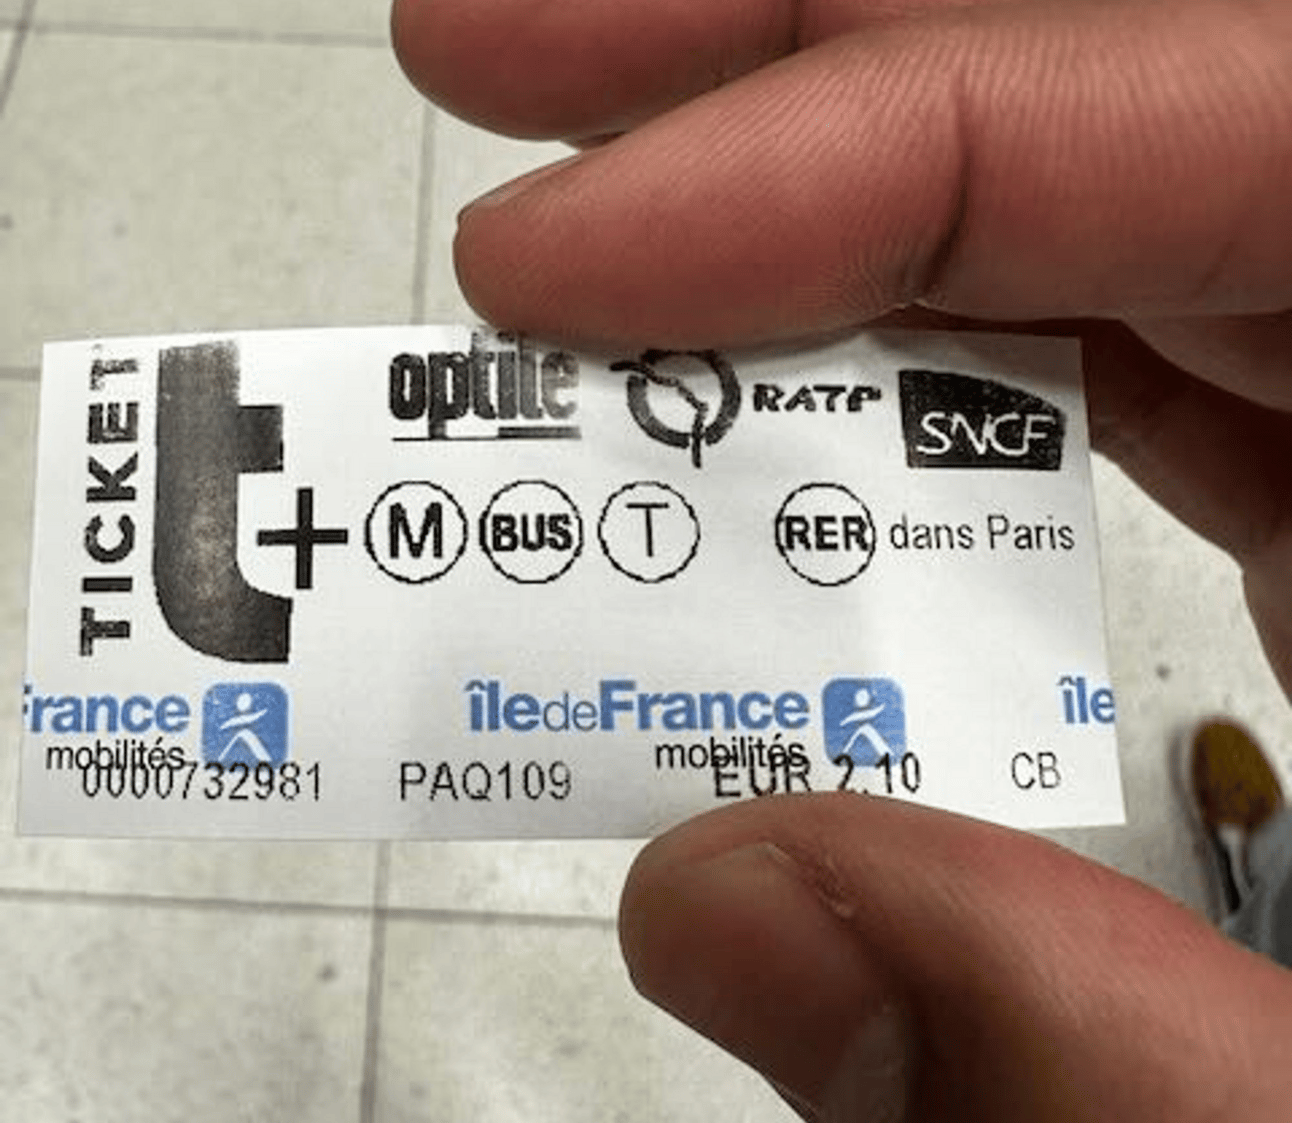 TICKET
t+
optile RATP SNCF
M BUS T RER dans Paris
France îledeFrance île
mobilités mobilités
0000732981 PAQ109 EUR 2.10 CB